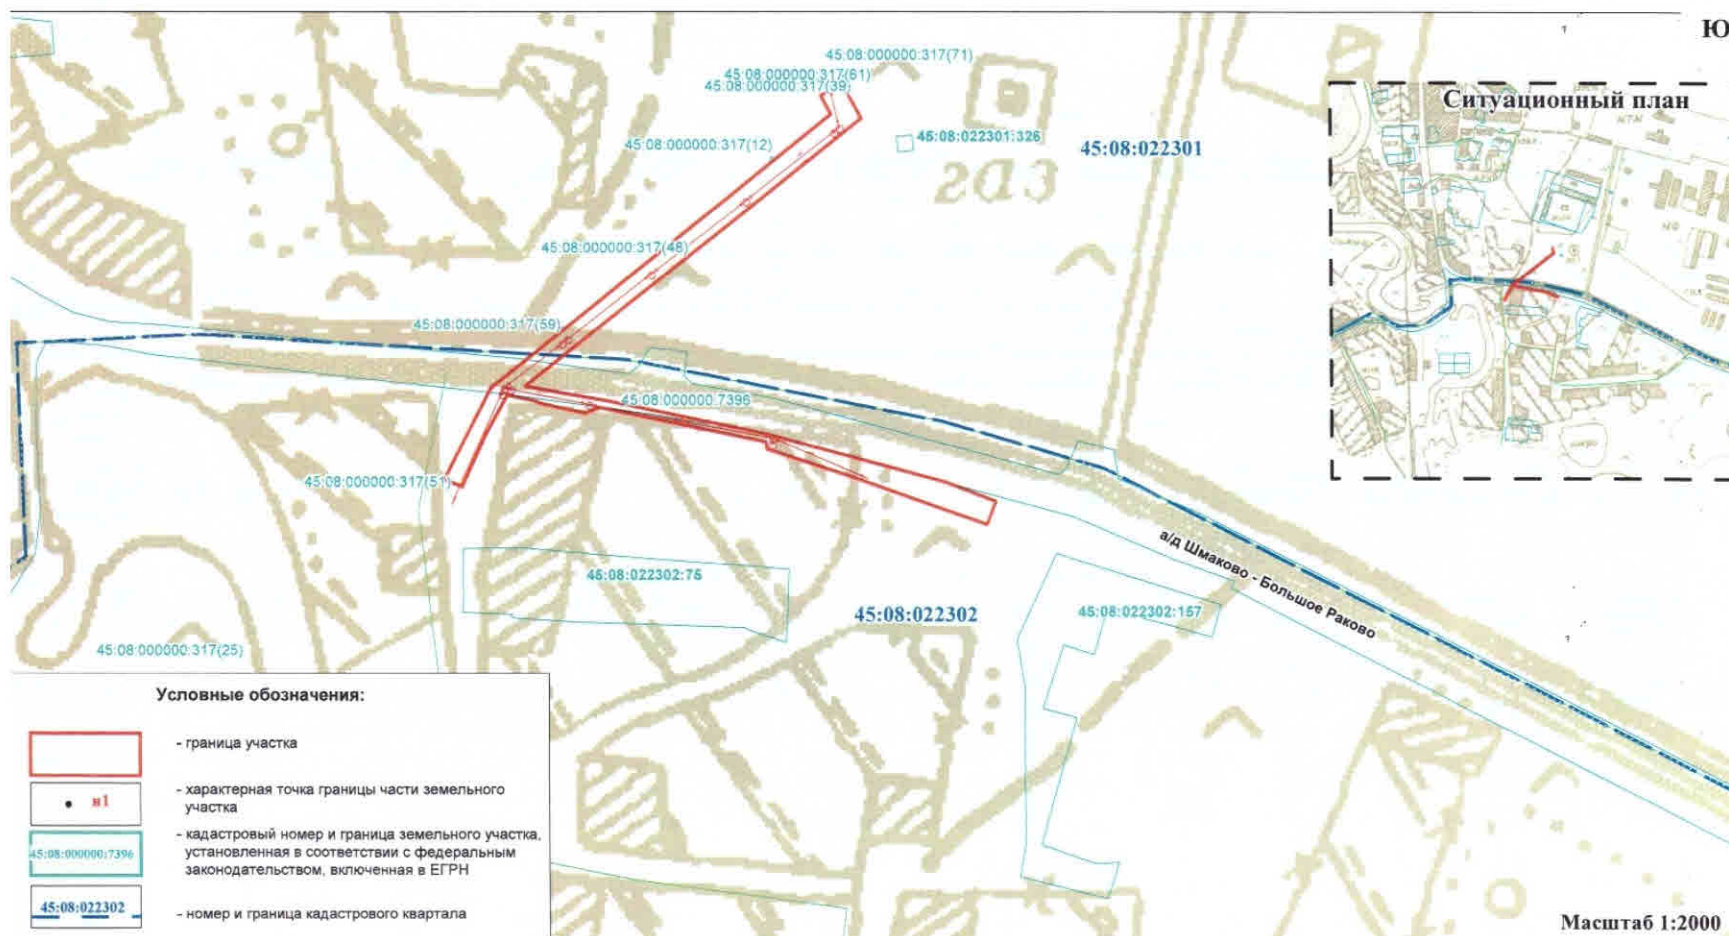 Ю
45:08:000000:317(71)
45:08:000000:317(61)
45:08:000000:317(39)
45:08:000000:317(12)
45:08:022301:326
45:08:022301
Ситуационный план
45:08:000000:317(48)
45:08:000000:317(59)
45:08:000000:7396
45:08:000000:317(51)
45:08:022302:75
45:08:022302
45:08:022302:157
а/д Шмаково - Большое Раково
45:08:000000:317(25)
Условные обозначения:
- граница участка
н1
- характерная точка границы части земельного
участка
45:08:000000:7396
- кадастровый номер и граница земельного участка,
установленная в соответствии с федеральным
законодательством, включенная в ЕГРН
45:08:022302
- номер и граница кадастрового квартала
Масштаб 1:2000